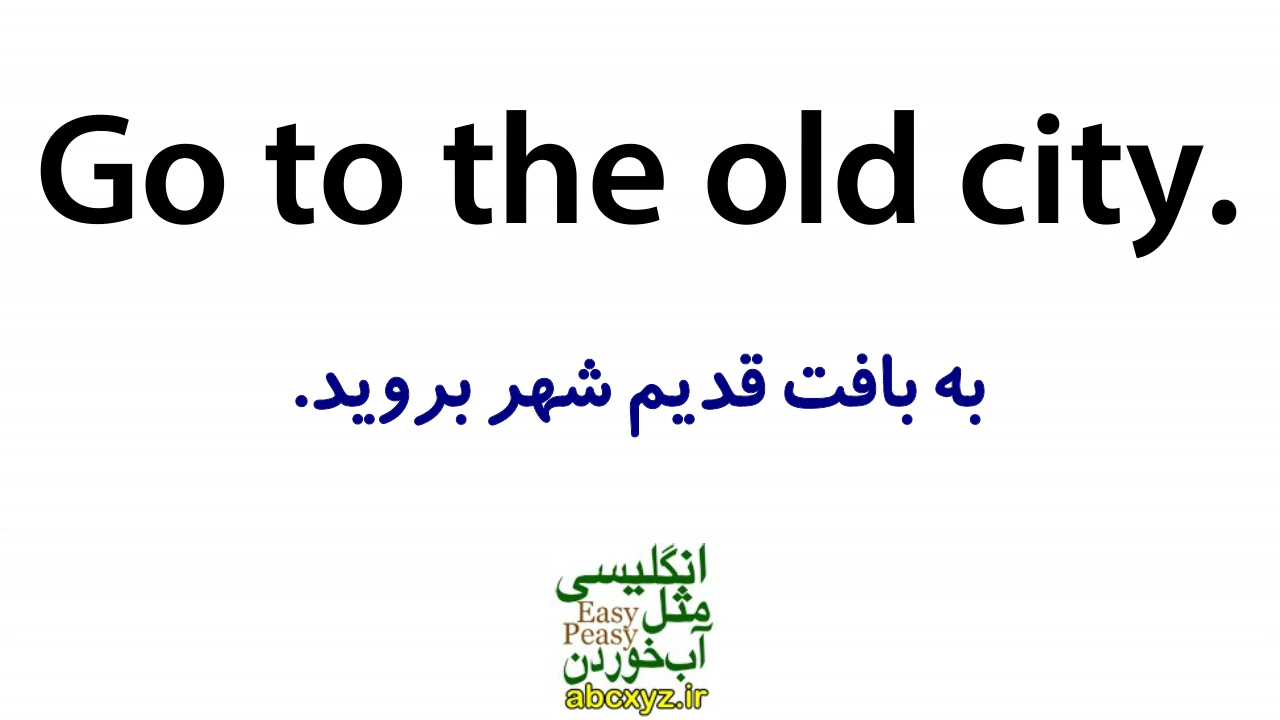 Go to the old city.
به بافت قدیم شهر بروید.
انگلیسی
مثل
Easy
Peasy
آب‌خوردن
abcxyz.ir